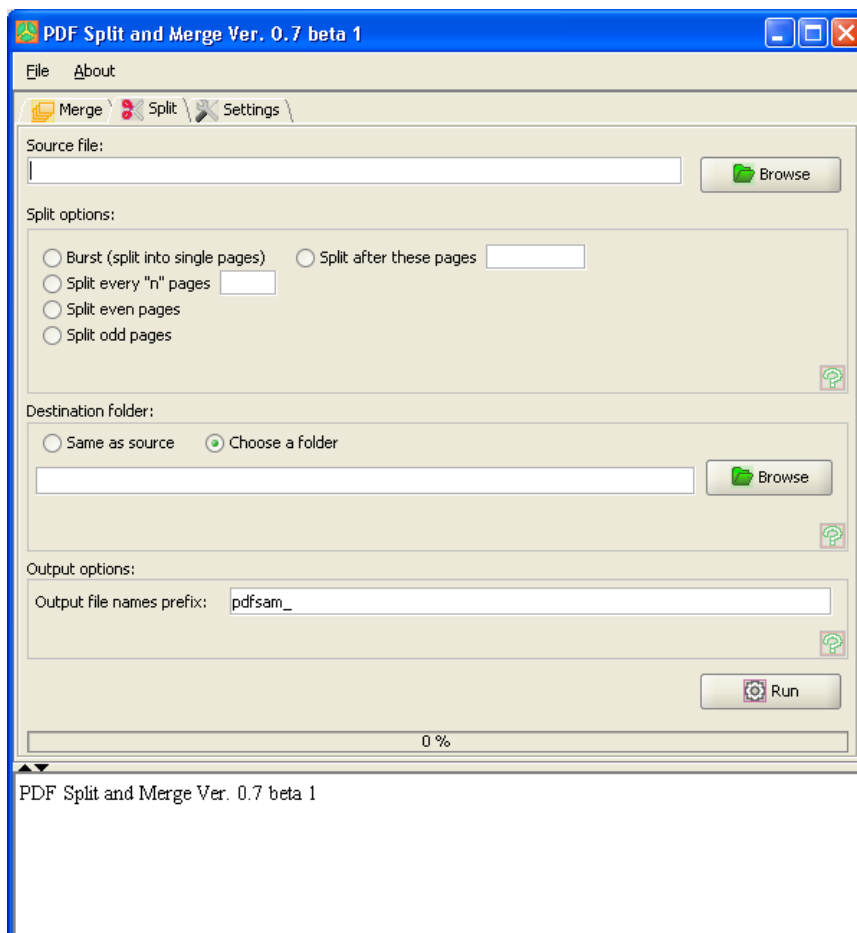 PDF Split and Merge Ver. 0.7 beta 1
File About
Merge Split Settings
Source file:
Browse
Split options:
Burst (split into single pages) Split after these pages
Split every "n" pages
Split even pages
Split odd pages
Destination folder:
Same as source Choose a folder
Browse
Output options:
Output file names prefix: pdfsam_
Run
0 %
PDF Split and Merge Ver. 0.7 beta 1